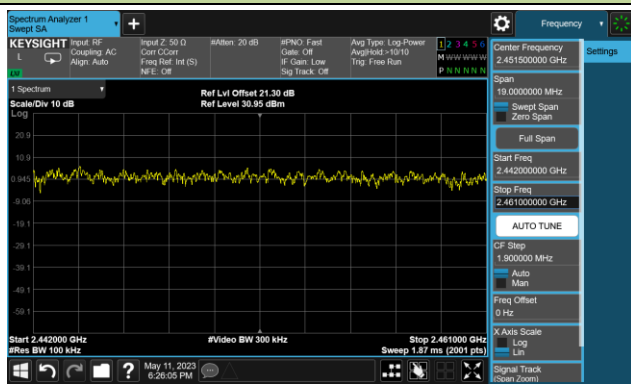 Spectrum Analyzer 1
Swept SA
Frequency
KEYSIGHT
L
Input: RF
Coupling: AC
Align: Auto
Input Z: 50 Ω
Corr CCorr
Freq Ref: Int (S)
NFE: Off
#Atten: 20 dB
#PNO: Fast
Gate: Off
IF Gain: Low
Sig Track: Off
Avg Type: Log-Power
Avg|Hold:>10/10
Trig: Free Run
1 2 3 4 5 6
M W W W W W
P N N N N N
1 Spectrum
Scale/Div 10 dB
Log
Ref Lvl Offset 21.30 dB
Ref Level 30.95 dBm
20.9
10.9
0.945
-9.06
-19.1
-29.1
-39.1
-49.1
-59.1
Start 2.442000 GHz
#Res BW 100 kHz
#Video BW 300 kHz
Stop 2.461000 GHz
Sweep 1.87 ms (2001 pts)
May 11, 2023
6:26:05 PM
Center Frequency
2.451500000 GHz
Settings
Span
19.0000000 MHz
Swept Span
Zero Span
Full Span
Start Freq
2.442000000 GHz
Stop Freq
2.461000000 GHz
AUTO TUNE
CF Step
1.900000 MHz
Auto
Man
Freq Offset
0 Hz
X Axis Scale
Log
Lin
Signal Track
(Span Zoom)